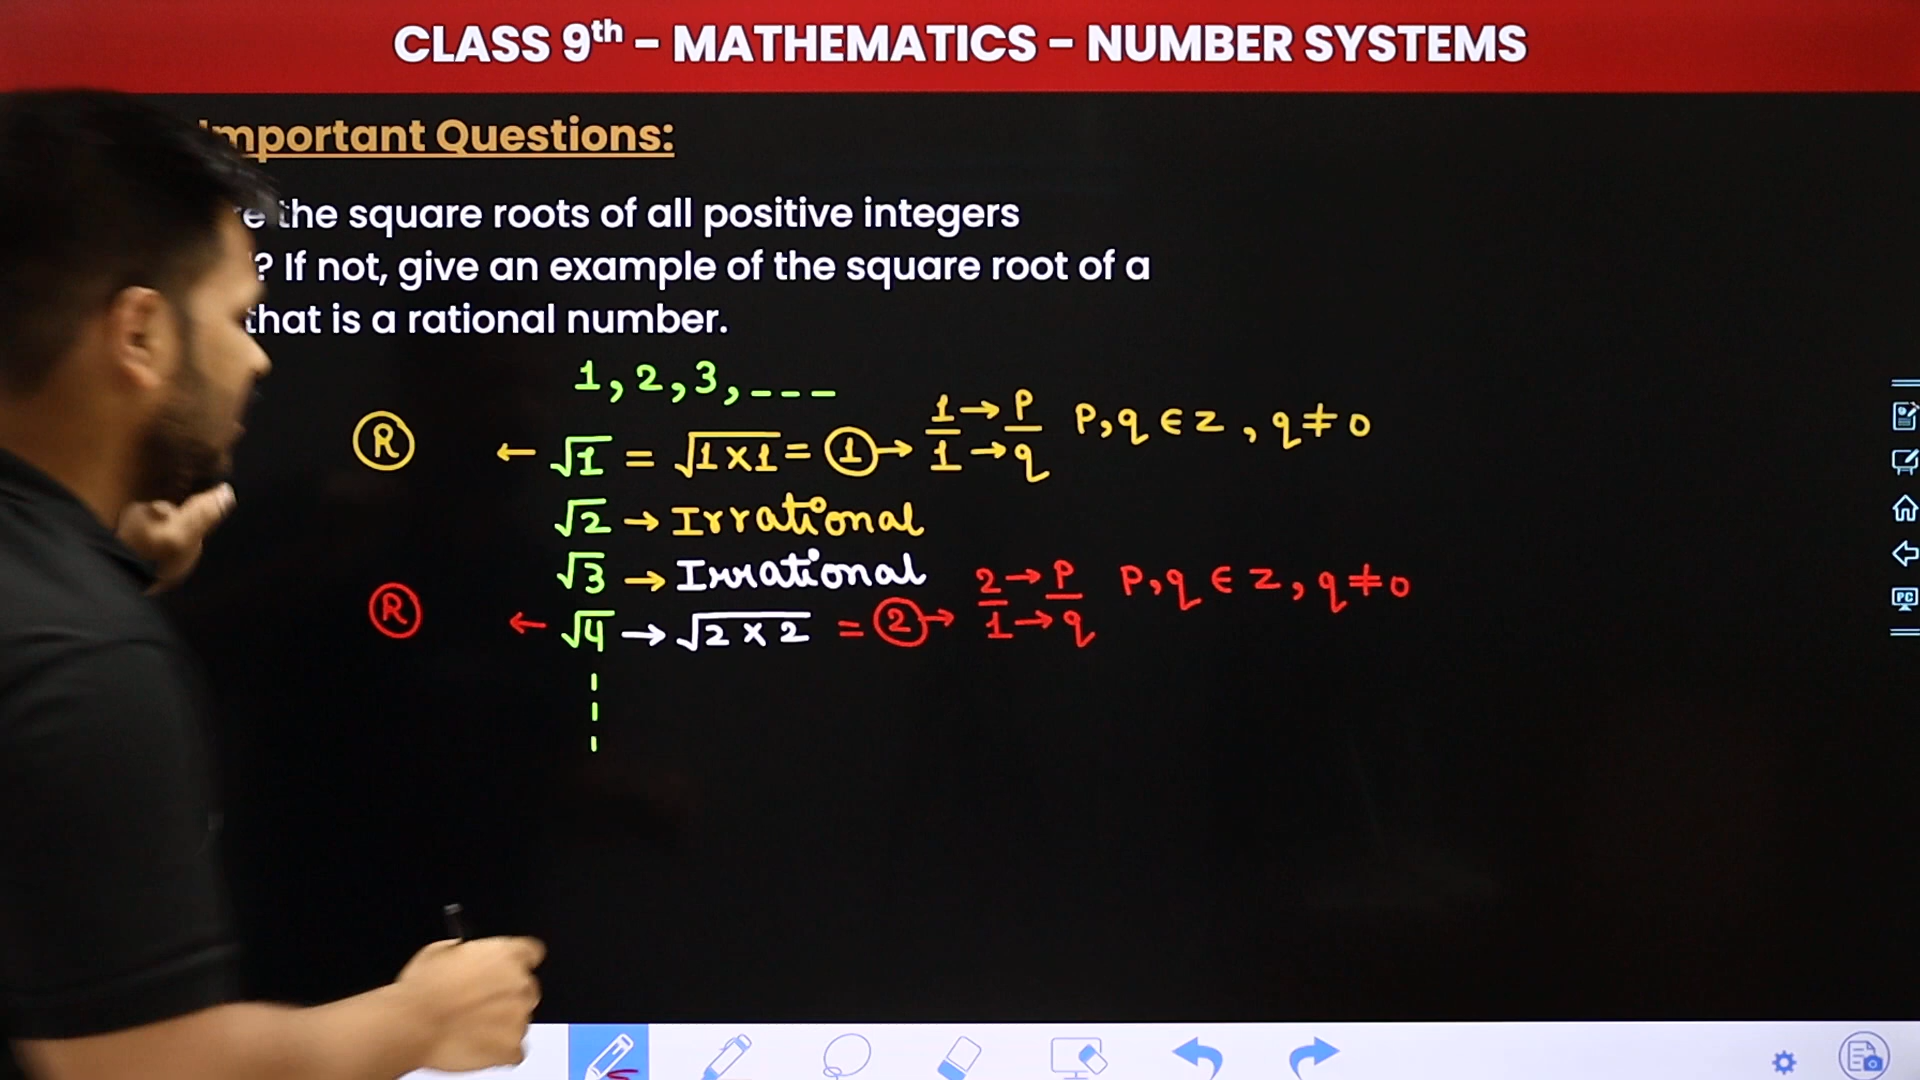 CLASS 9th - MATHEMATICS - NUMBER SYSTEMS
Important Questions:
the square roots of all positive integers
? If not, give an example of the square root of a
that is a rational number.
1, 2, 3, ---
R ← √1 = √1×1 = 1 → 1/1 → p/q p, q ∈ z, q ≠ 0
√2 → Irrational
√3 → Irrational
R ← √4 → √2×2 = 2 → 2/1 → p/q p, q ∈ z, q ≠ 0
PC